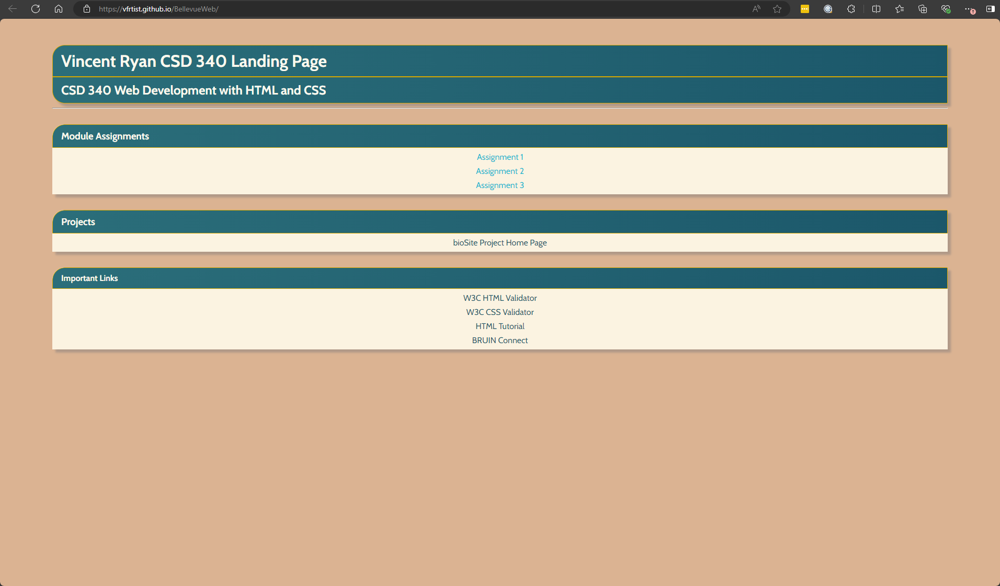 https://vfrtist.github.io/BellevueWeb/
Vincent Ryan CSD 340 Landing Page
CSD 340 Web Development with HTML and CSS
Module Assignments
Assignment 1
Assignment 2
Assignment 3
Projects
bioSite Project Home Page
Important Links
W3C HTML Validator
W3C CSS Validator
HTML Tutorial
BRUIN Connect